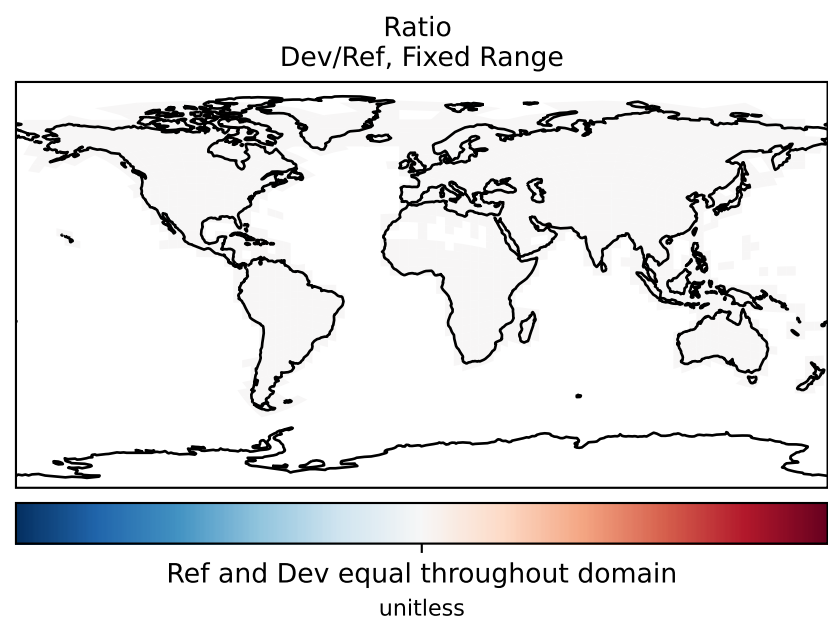 Ratio
Dev/Ref, Fixed Range
Ref and Dev equal throughout domain
unitless